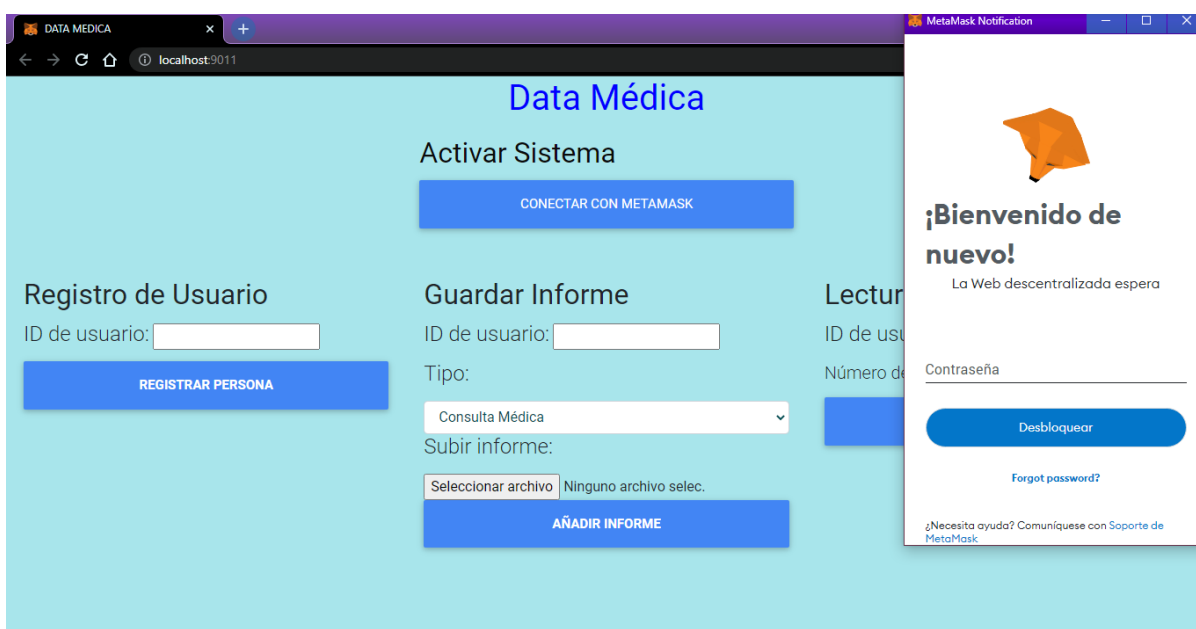 DATA MEDICA
localhost:9011
Data Médica
Activar Sistema
CONECTAR CON METAMASK
Registro de Usuario
ID de usuario:
REGISTRAR PERSONA
Guardar Informe
ID de usuario:
Tipo:
Consulta Médica
Subir informe:
Seleccionar archivo Ninguno archivo selec.
AÑADIR INFORME
Lectur
ID de usu
Número de
MetaMask Notification
¡Bienvenido de
nuevo!
La Web descentralizada espera
Contraseña
Desbloquear
Forgot password?
¿Necesita ayuda? Comuníquese con Soporte de
MetaMask